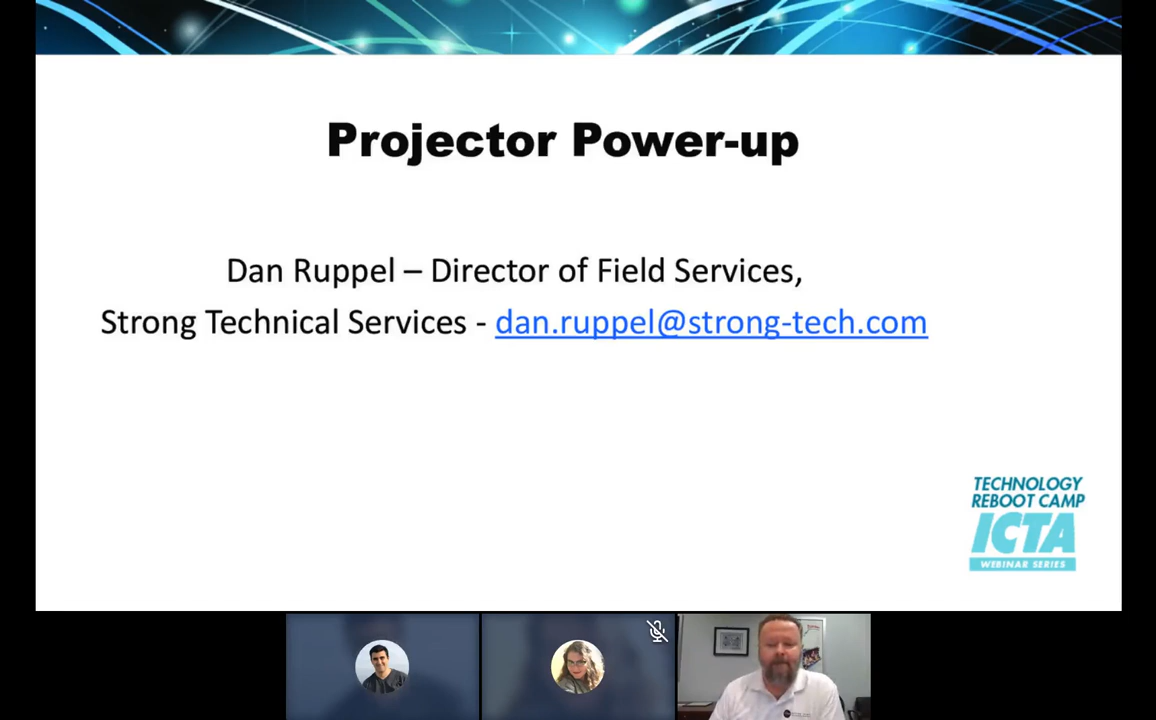 Projector Power-up
Dan Ruppel – Director of Field Services,
Strong Technical Services - dan.ruppel@strong-tech.com
TECHNOLOGY
REBOOT CAMP
ICTA
WEBINAR SERIES